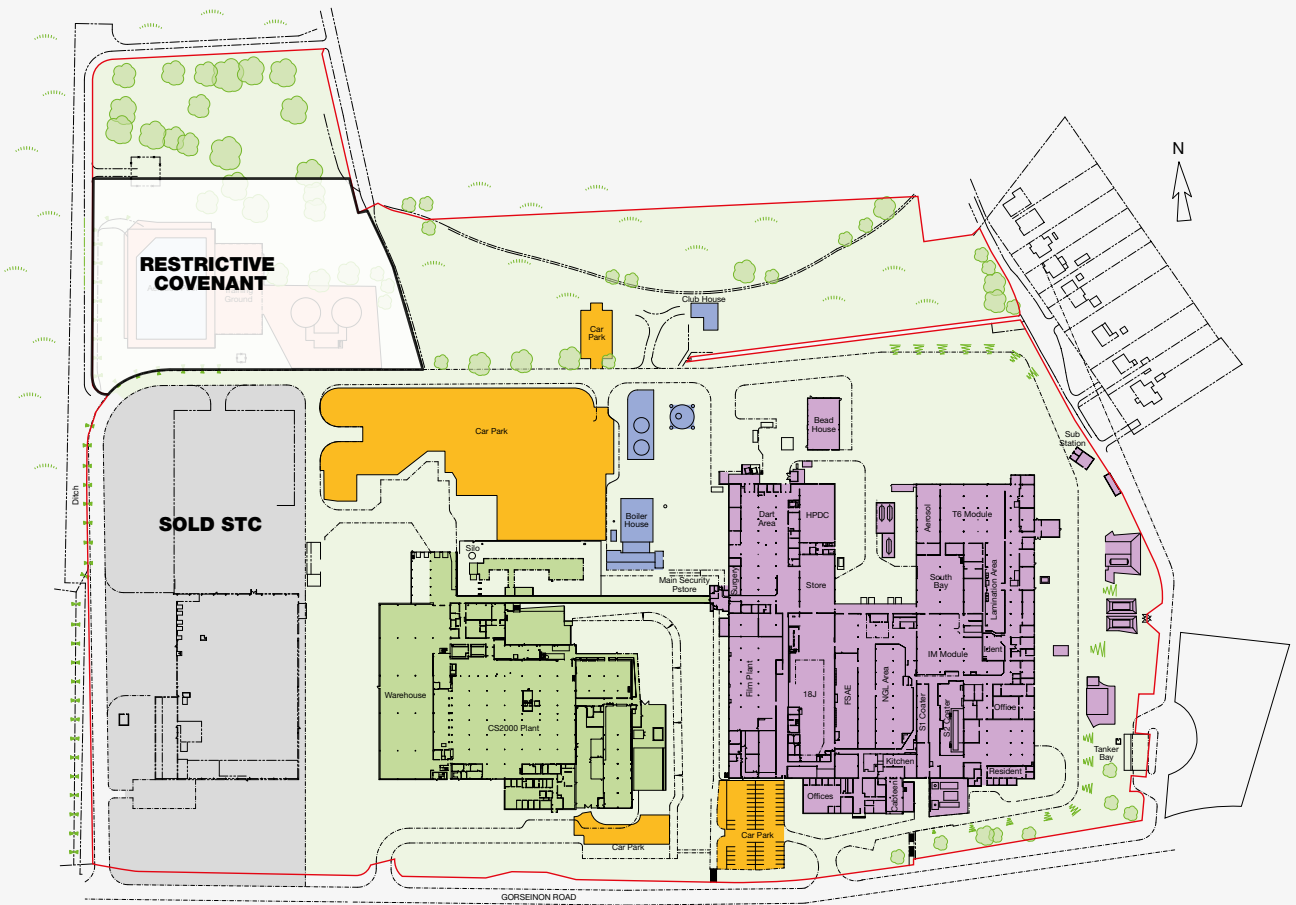 N
RESTRICTIVE
COVENANT
Ground
Club House
Car
Park
Car Park
Bead
House
Sub
Station
Ditch
SOLD STC
Boiler
House
Dart
Area
HPDC
Aerosol
T6 Module
Silo
Main Security
Pstore
Surgery
Store
South
Bay
Lamination Area
Warehouse
CS2000 Plant
Film Plant
18J
FSAE
NGL Area
IM Module
Ident
S1 Coater
S2 Coater
Office
Tanker
Bay
Kitchen
Resident
Offices
Canteen
Car Park
Car Park
GORSEINON ROAD